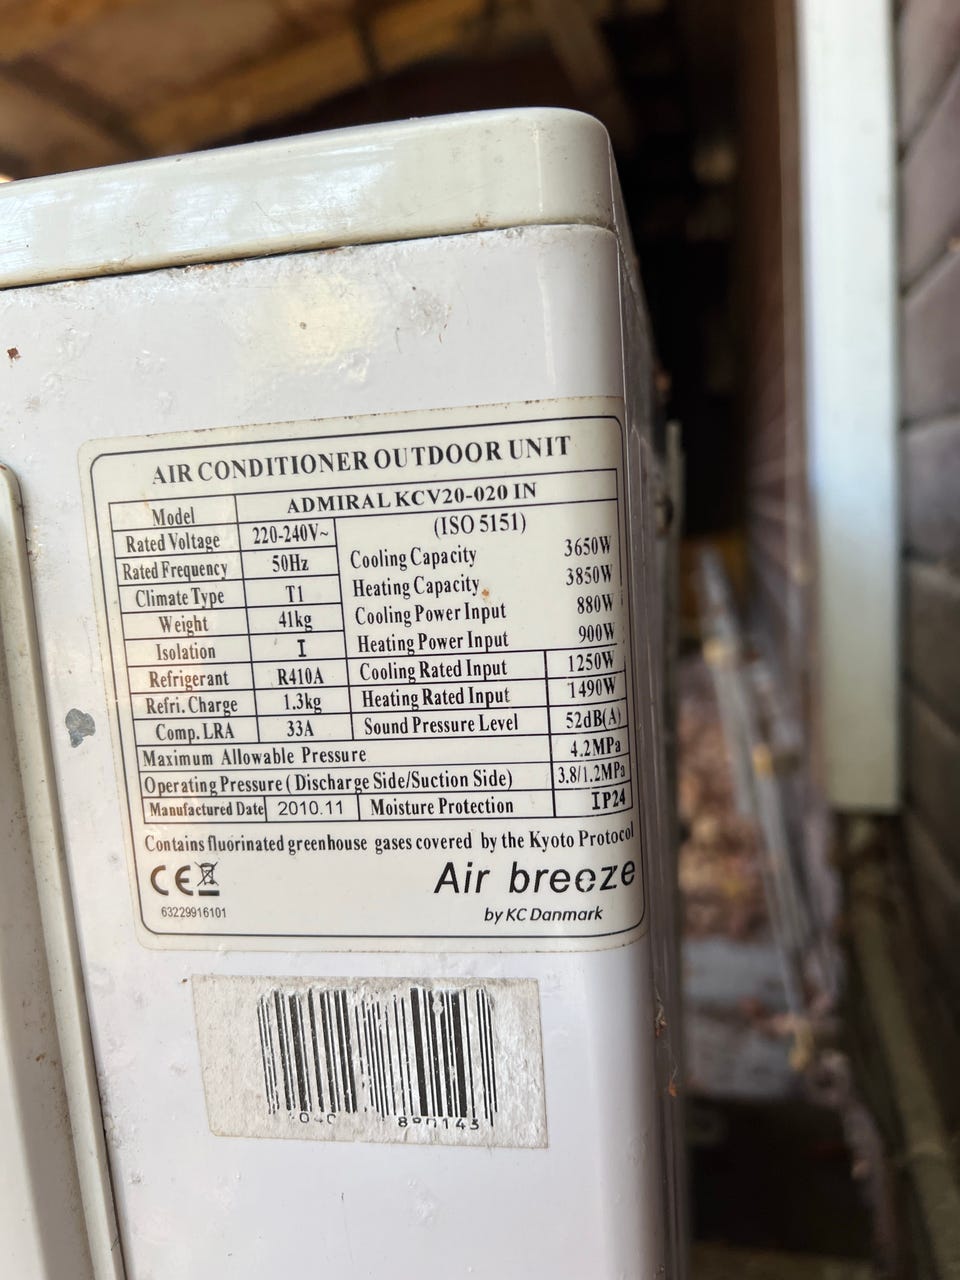 AIR CONDITIONER OUTDOOR UNIT
Model ADMIRAL KCV20-020 IN
Rated Voltage 220-240V~ (ISO 5151)
Rated Frequency 50Hz Cooling Capacity 3650W
Climate Type T1 Heating Capacity 3850W
Weight 41kg Cooling Power Input 880W
Isolation I Heating Power Input 900W
Refrigerant R410A Cooling Rated Input 1250W
Refri. Charge 1.3kg Heating Rated Input 1490W
Comp. LRA 33A Sound Pressure Level 52dB(A)
Maximum Allowable Pressure 4.2MPa
Operating Pressure ( Discharge Side/Suction Side) 3.8/1.2MPa
Manufactured Date 2010.11 Moisture Protection IP24
Contains fluorinated greenhouse gases covered by the Kyoto Protocol
CE Air breeze
63229916101 by KC Danmark